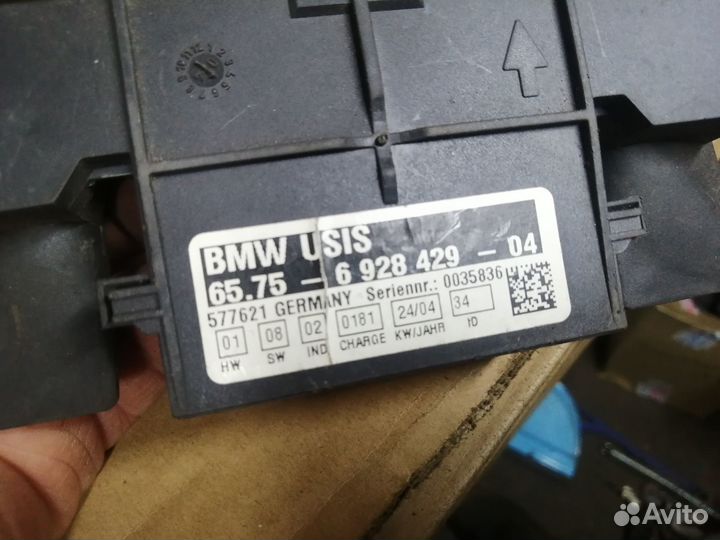 BMW USIS
65.75 - 6 928 429 - 04
577621 GERMANY Seriennr.: 0035836
01 08 02 0181 24/04 34
HW SW IND CHARGE KW/JAHR ID
Avito